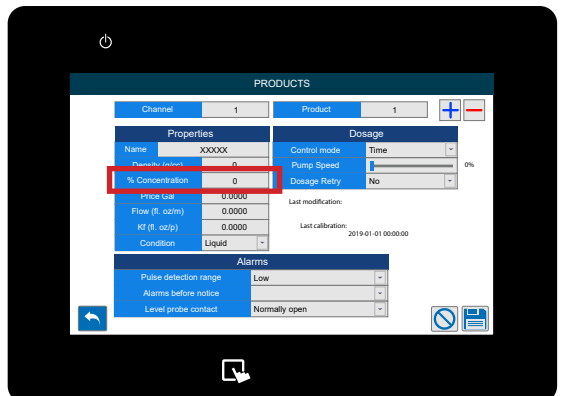 PRODUCTS
Channel 1 Product 1
Properties
Name XXXXX
Density (g/cc) 0
% Concentration 0
Price Gal 0.0000
Flow (fl. oz/m) 0.0000
Kf (fl. oz/p) 0.0000
Condition Liquid
Dosage
Control mode Time
Pump Speed 0%
Dosage Retry No
Last modification:
Last calibration:
2019-01-01 00:00:00
Alarms
Pulse detection range Low
Alarms before notice
Level probe contact Normally open